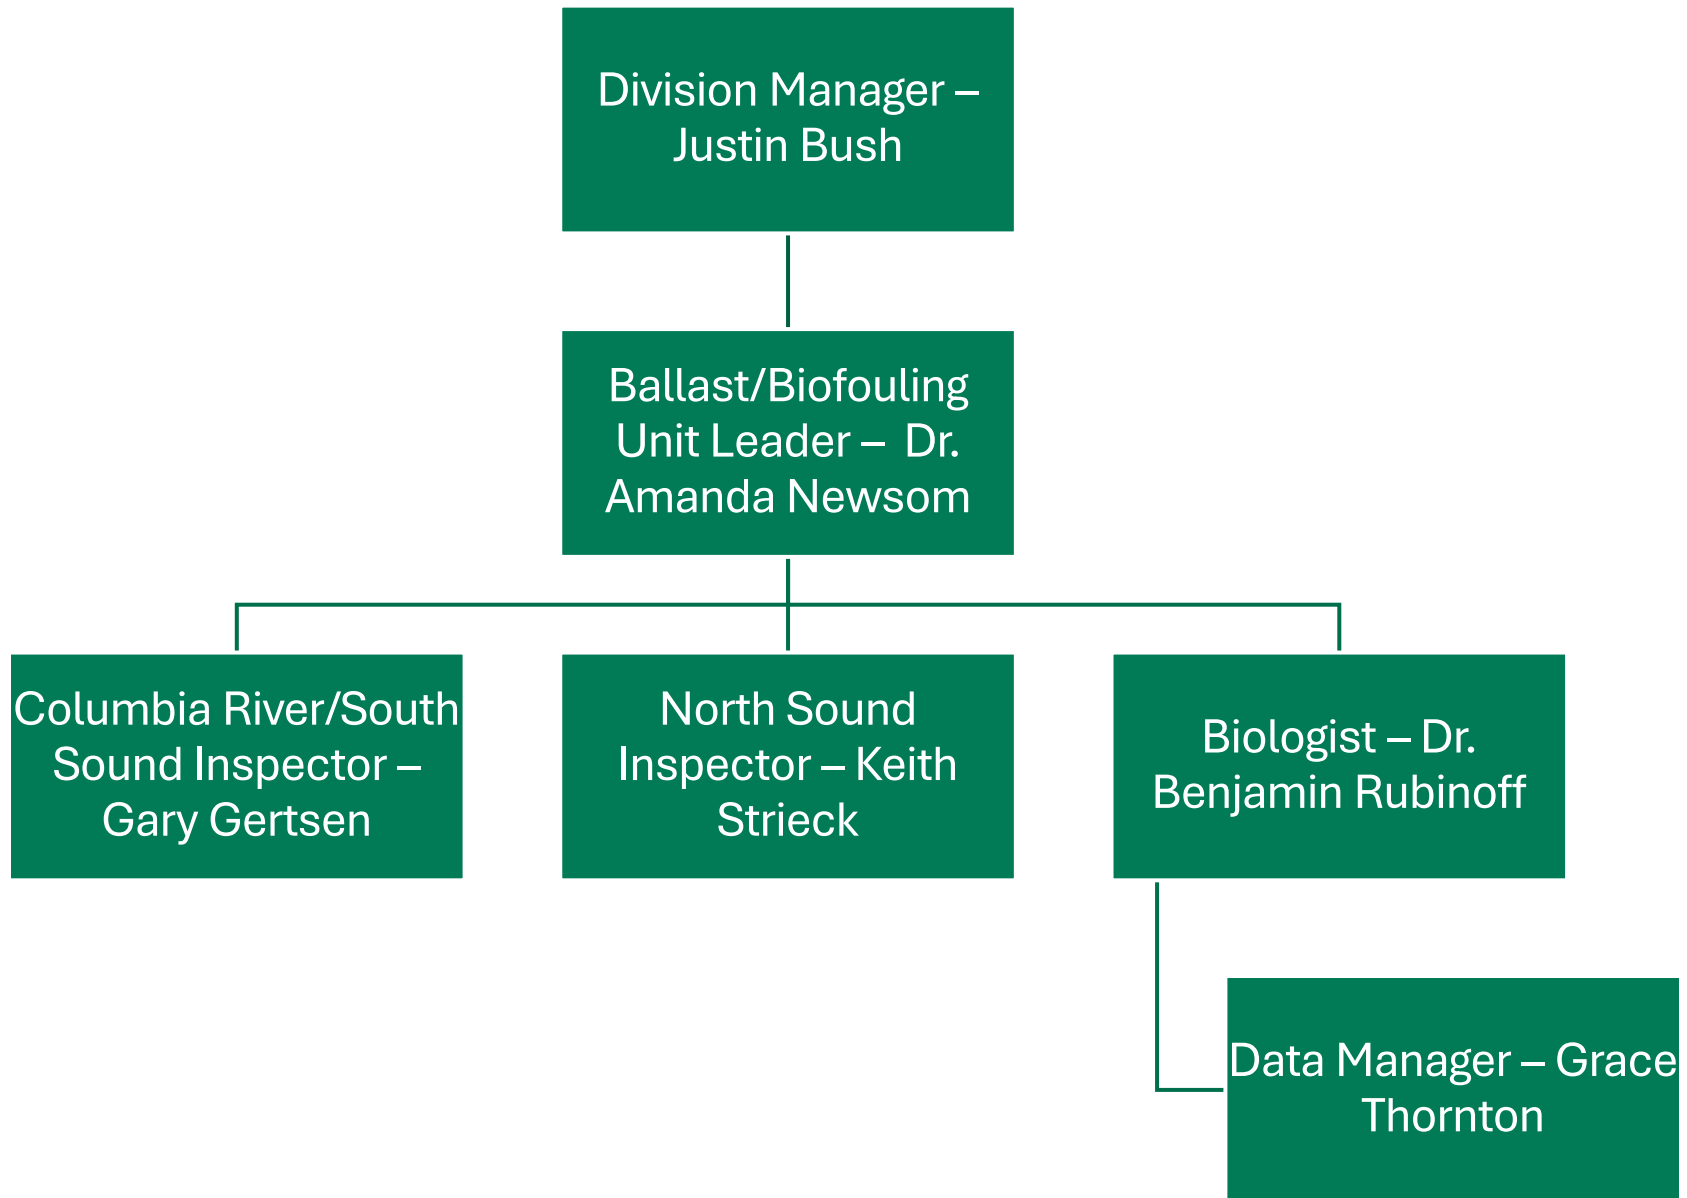 Division Manager –
Justin Bush
Ballast/Biofouling
Unit Leader – Dr.
Amanda Newsom
Columbia River/South
Sound Inspector –
Gary Gertsen
North Sound
Inspector – Keith
Strieck
Biologist – Dr.
Benjamin Rubinoff
Data Manager – Grace
Thornton